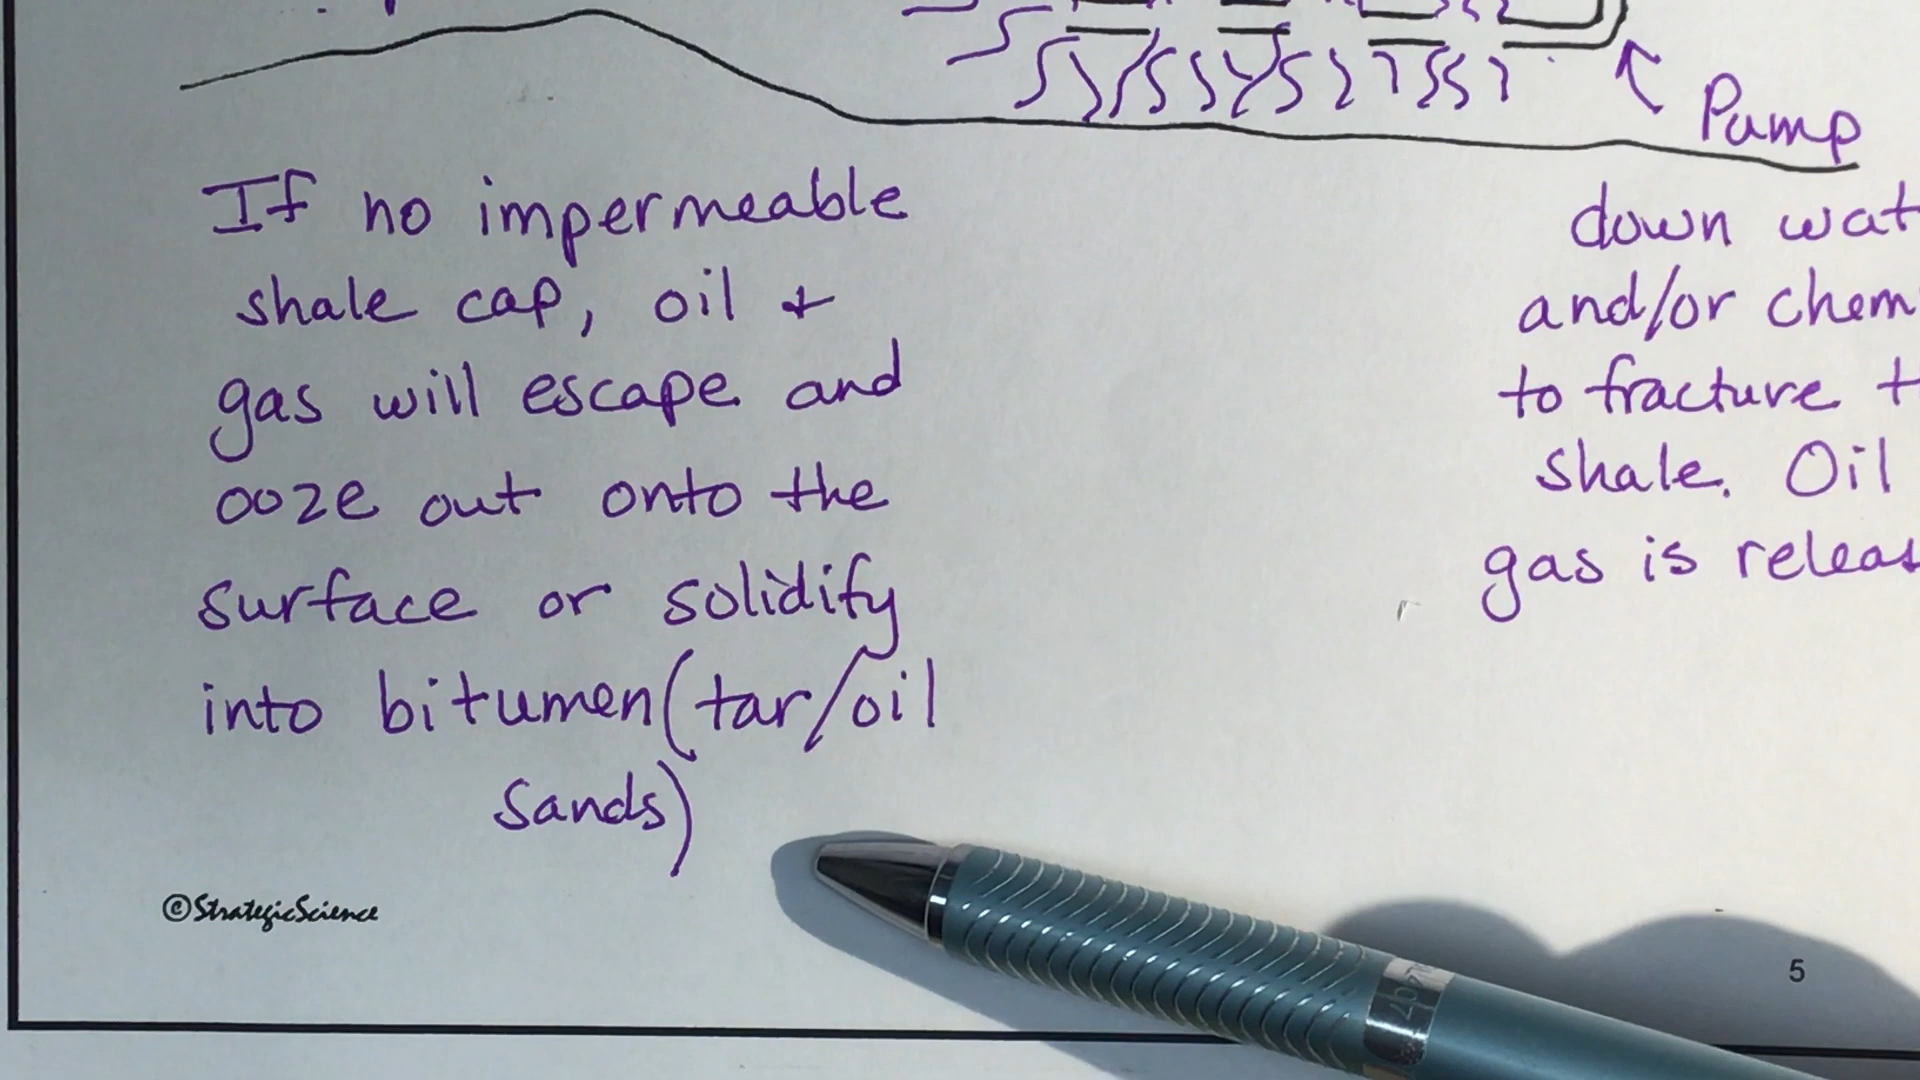 If no impermeable
shale cap, oil +
gas will escape and
ooze out onto the
surface or solidify
into bitumen (tar/oil
sands)
Pump
down wat
and/or chem
to fracture t
shale. Oil
gas is releas
©StrategicScience
5